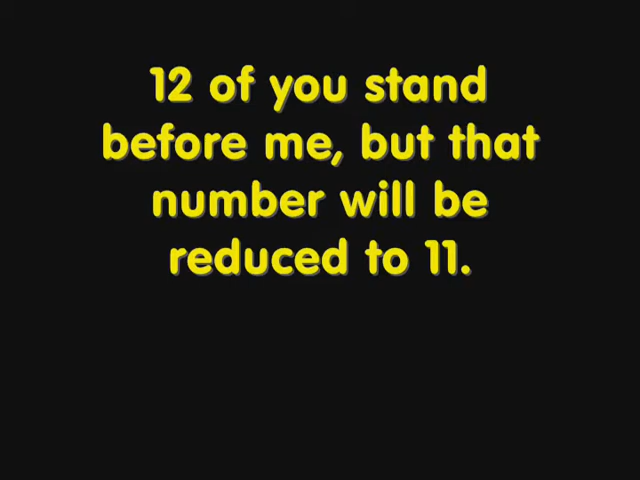 12 of you stand
before me, but that
number will be
reduced to 11.